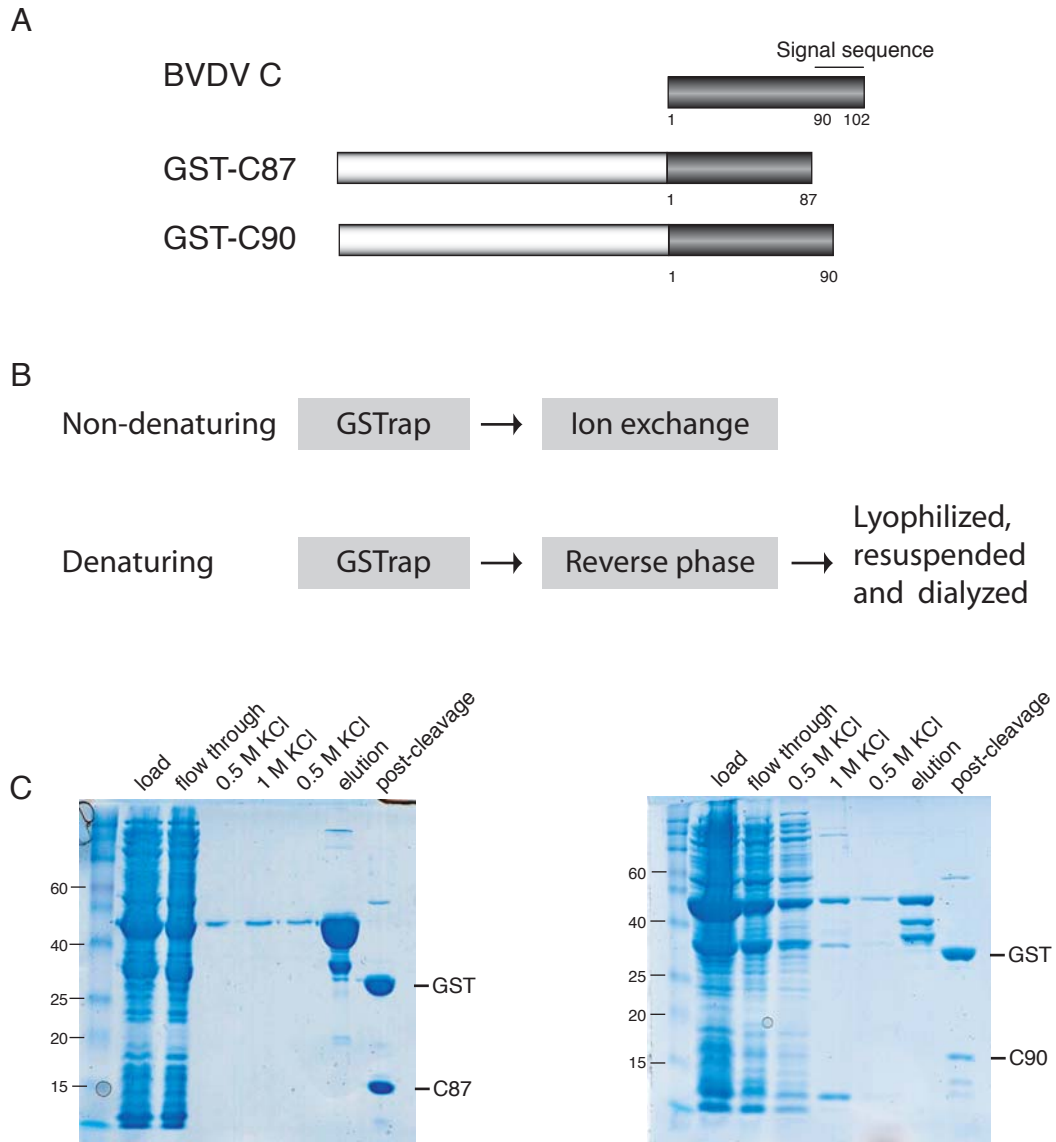 A
Signal sequence
BVDV C
1 90 102
GST-C87
1 87
GST-C90
1 90
B
Non-denaturing GSTrap Ion exchange
Denaturing GSTrap Reverse phase Lyophilized,
resuspended
and dialyzed
C
load flow through 0.5 M KCl 1 M KCl 0.5 M KCl elution post-cleavage
60
40
25
20
15
GST
C87
load flow through 0.5 M KCl 1 M KCl 0.5 M KCl elution post-cleavage
60
40
25
20
15
GST
C90